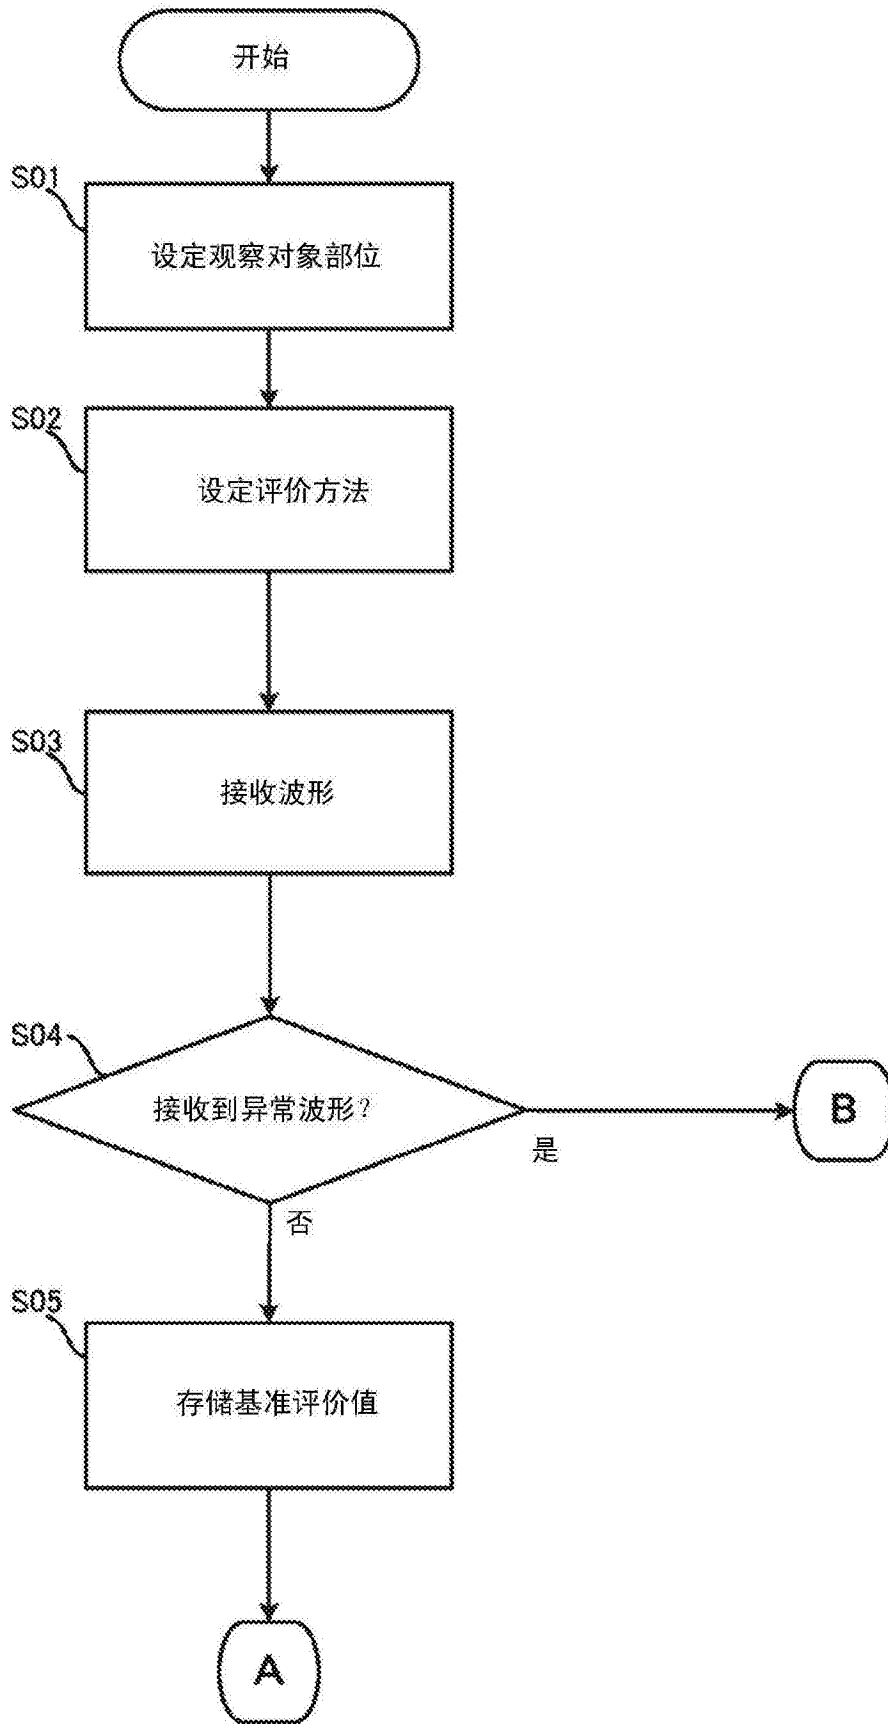 开始
S01
设定观察对象部位
S02
设定评价方法
S03
接收波形
S04
接收到异常波形？
B
是
否
S05
存储基准评价值
A